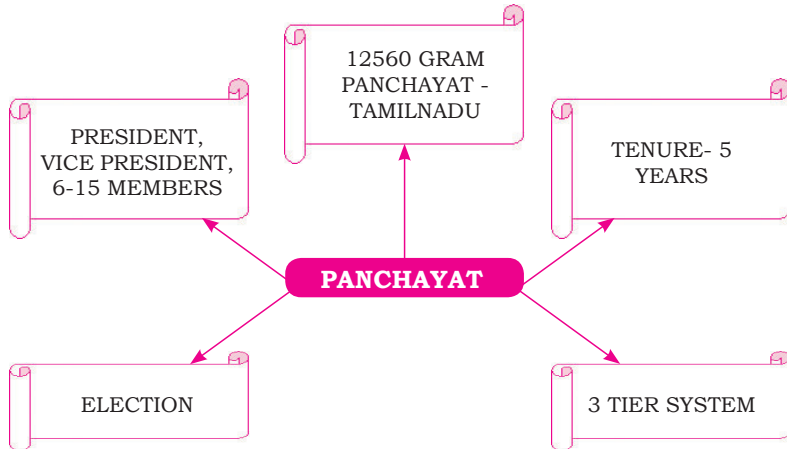 12560 GRAM
PANCHAYAT -
TAMILNADU
PRESIDENT,
VICE PRESIDENT,
6-15 MEMBERS
TENURE- 5
YEARS
PANCHAYAT
ELECTION
3 TIER SYSTEM